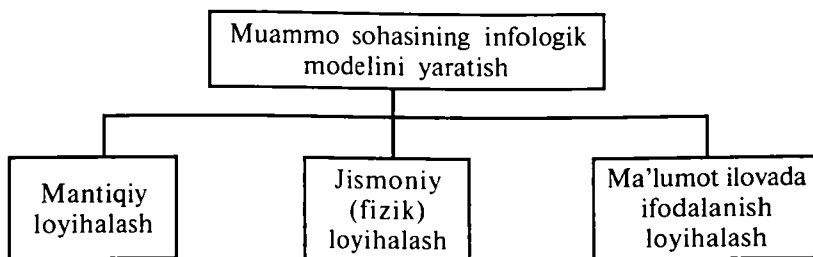 Muammo sohasining infologik
modelini yaratish
Mantiqiy
loyihalash
Jismoniy
(fizik)
loyihalash
Ma'lumot ilovada
ifodalanish
loyihalash